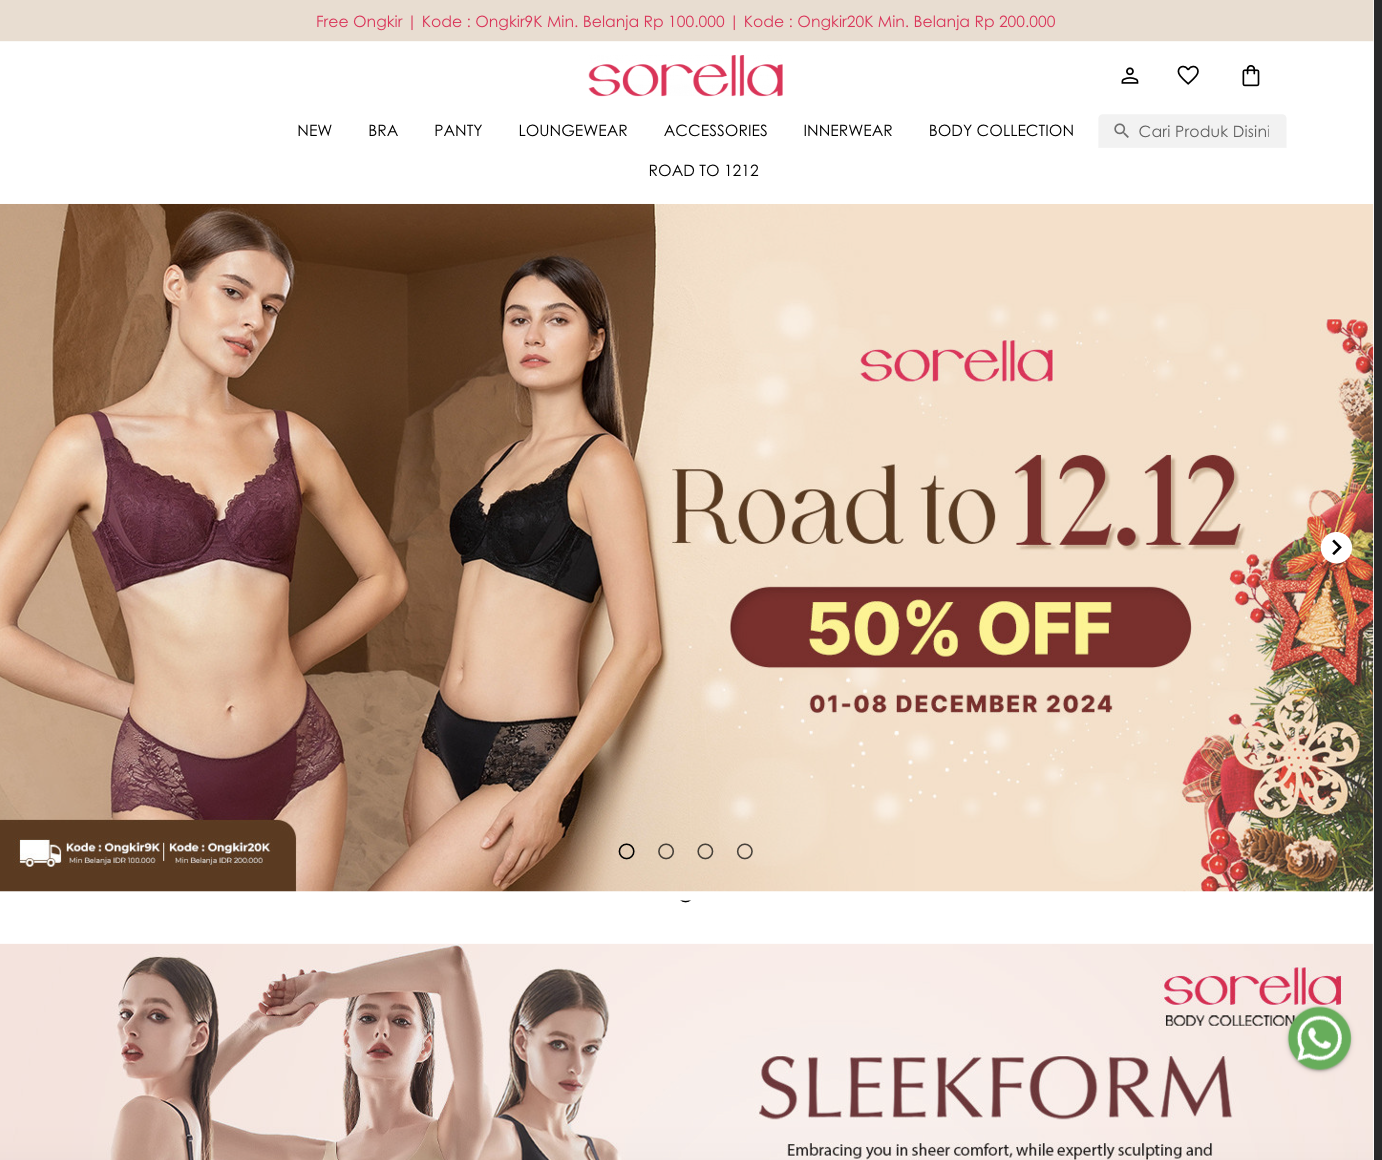 Free Ongkir | Kode : Ongkir9K Min. Belanja Rp 100.000 | Kode : Ongkir20K Min. Belanja Rp 200.000
sorella
NEW BRA PANTY LOUNGEWEAR ACCESSORIES INNERWEAR BODY COLLECTION Cari Produk Disini
ROAD TO 1212
sorella
Road to 12.12
50% OFF
01-08 DECEMBER 2024
Kode : Ongkir9K | Kode : Ongkir20K
Min Belanja IDR 100.000 Min Belanja IDR 200.000
sorella
BODY COLLECTION
SLEEKFORM
Embracing you in sheer comfort, while expertly sculpting and